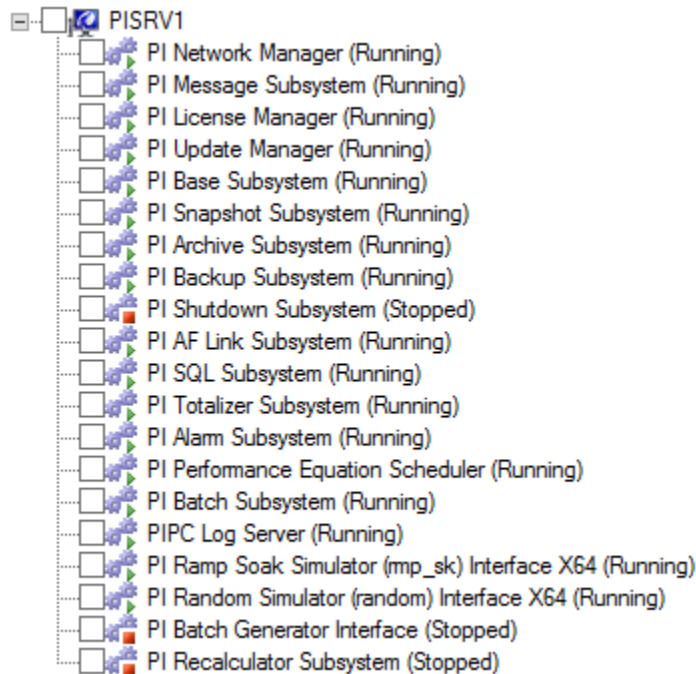 PISRV1
PI Network Manager (Running)
PI Message Subsystem (Running)
PI License Manager (Running)
PI Update Manager (Running)
PI Base Subsystem (Running)
PI Snapshot Subsystem (Running)
PI Archive Subsystem (Running)
PI Backup Subsystem (Running)
PI Shutdown Subsystem (Stopped)
PI AF Link Subsystem (Running)
PI SQL Subsystem (Running)
PI Totalizer Subsystem (Running)
PI Alarm Subsystem (Running)
PI Performance Equation Scheduler (Running)
PI Batch Subsystem (Running)
PIPC Log Server (Running)
PI Ramp Soak Simulator (rmp_sk) Interface X64 (Running)
PI Random Simulator (random) Interface X64 (Running)
PI Batch Generator Interface (Stopped)
PI Recalculator Subsystem (Stopped)